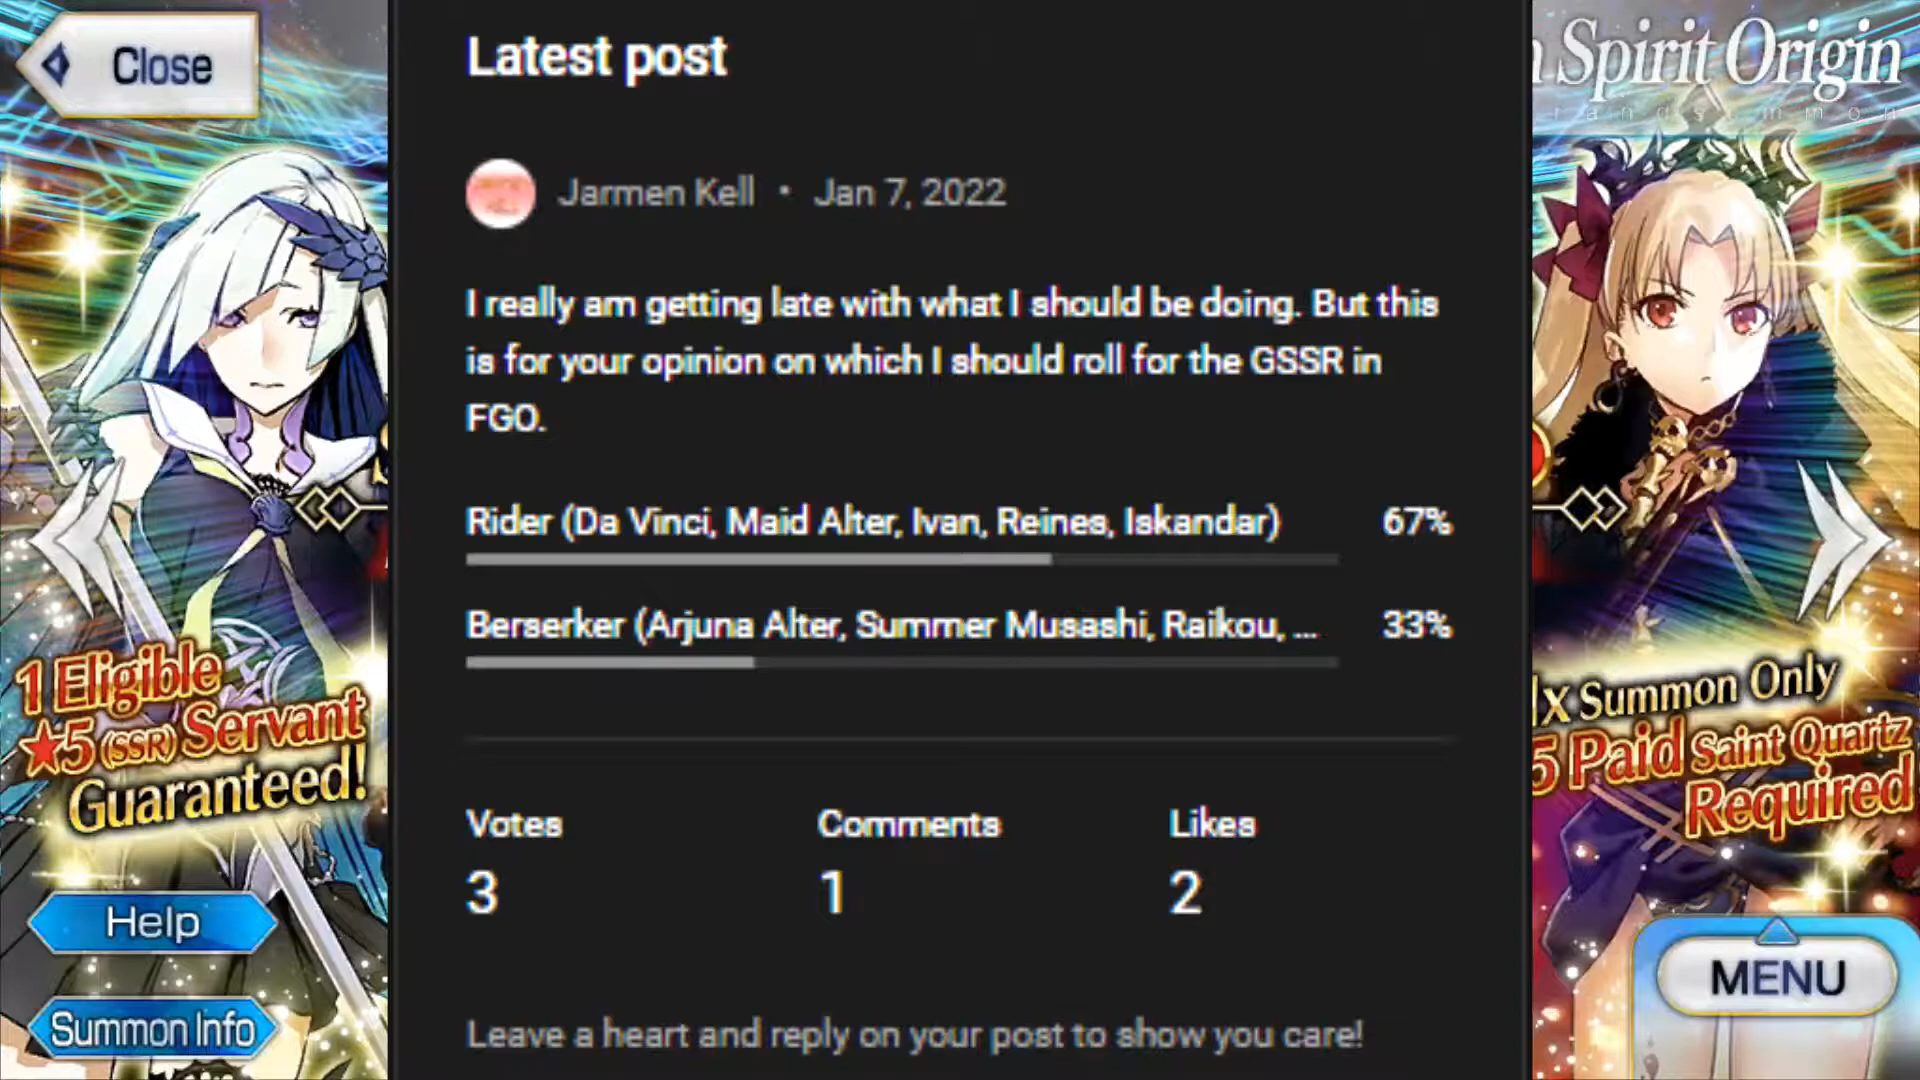 Close
Latest post
Spirit Origin
Jarmen Kell • Jan 7, 2022
I really am getting late with what I should be doing. But this
is for your opinion on which I should roll for the GSSR in
FGO.
Rider (Da Vinci, Maid Alter, Ivan, Reines, Iskandar) 67%
Berserker (Arjuna Alter, Summer Musashi, Raikou, ... 33%
1 Eligible
★5 (SSR) Servant
Guaranteed!
x Summon Only
5 Paid Saint Quartz
Required
Votes Comments Likes
3 1 2
Help
MENU
Summon Info
Leave a heart and reply on your post to show you care!